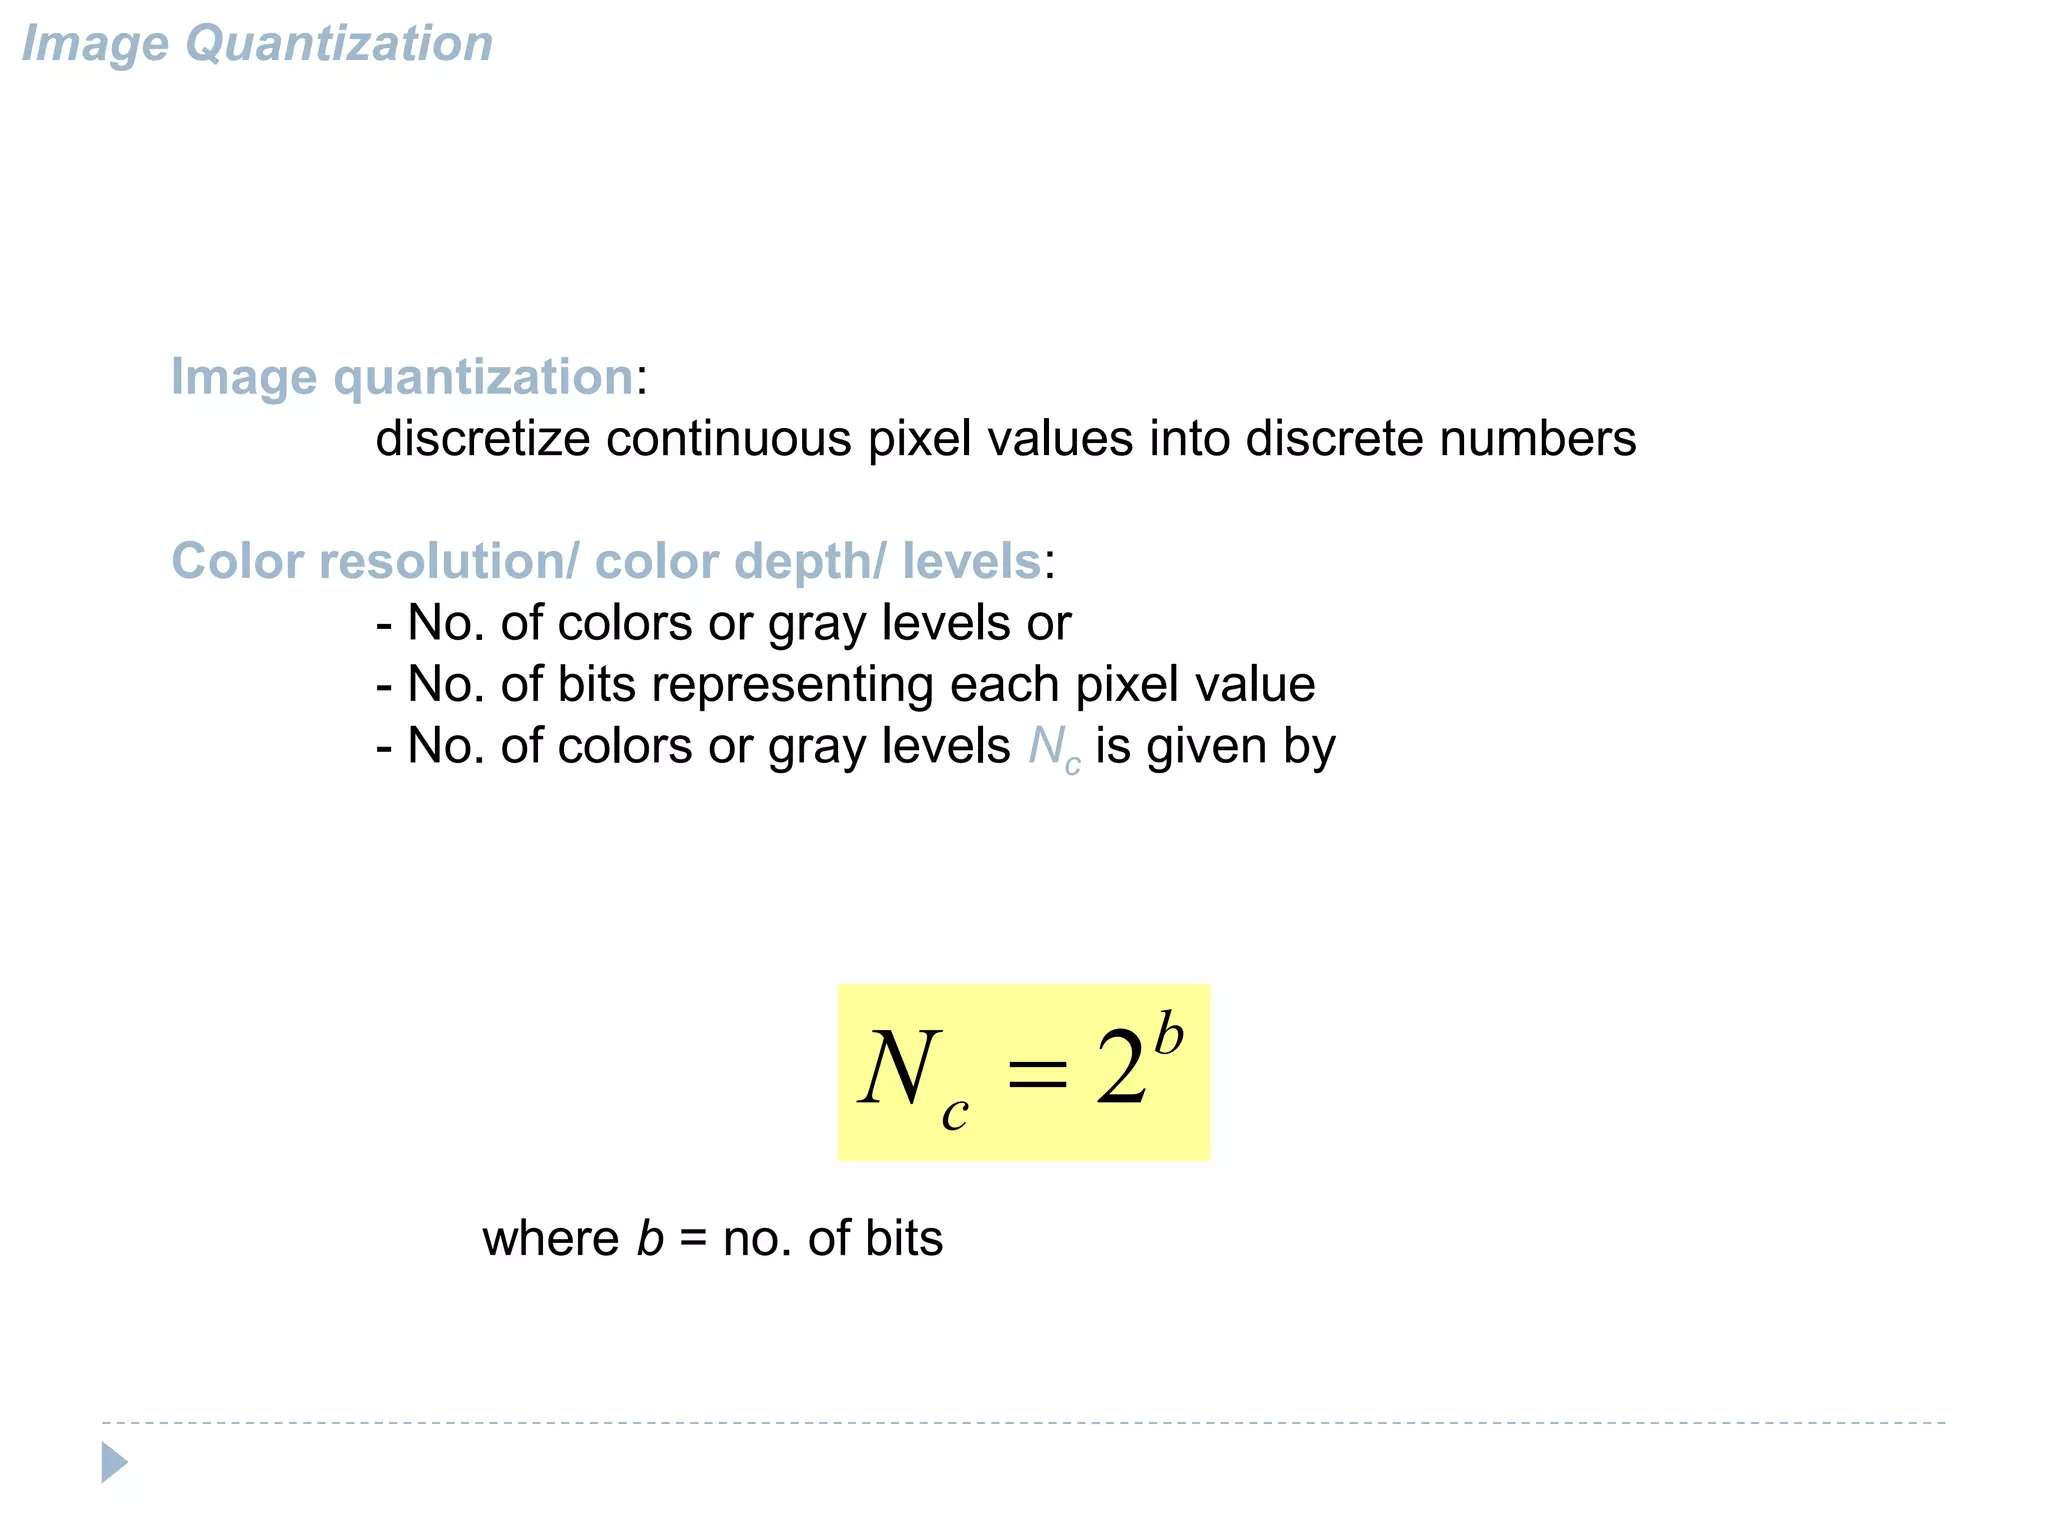 Image Quantization
Image quantization:
discretize continuous pixel values into discrete numbers
Color resolution/ color depth/ levels:
- No. of colors or gray levels or
- No. of bits representing each pixel value
- No. of colors or gray levels Nc is given by
Nc = 2^b
where b = no. of bits